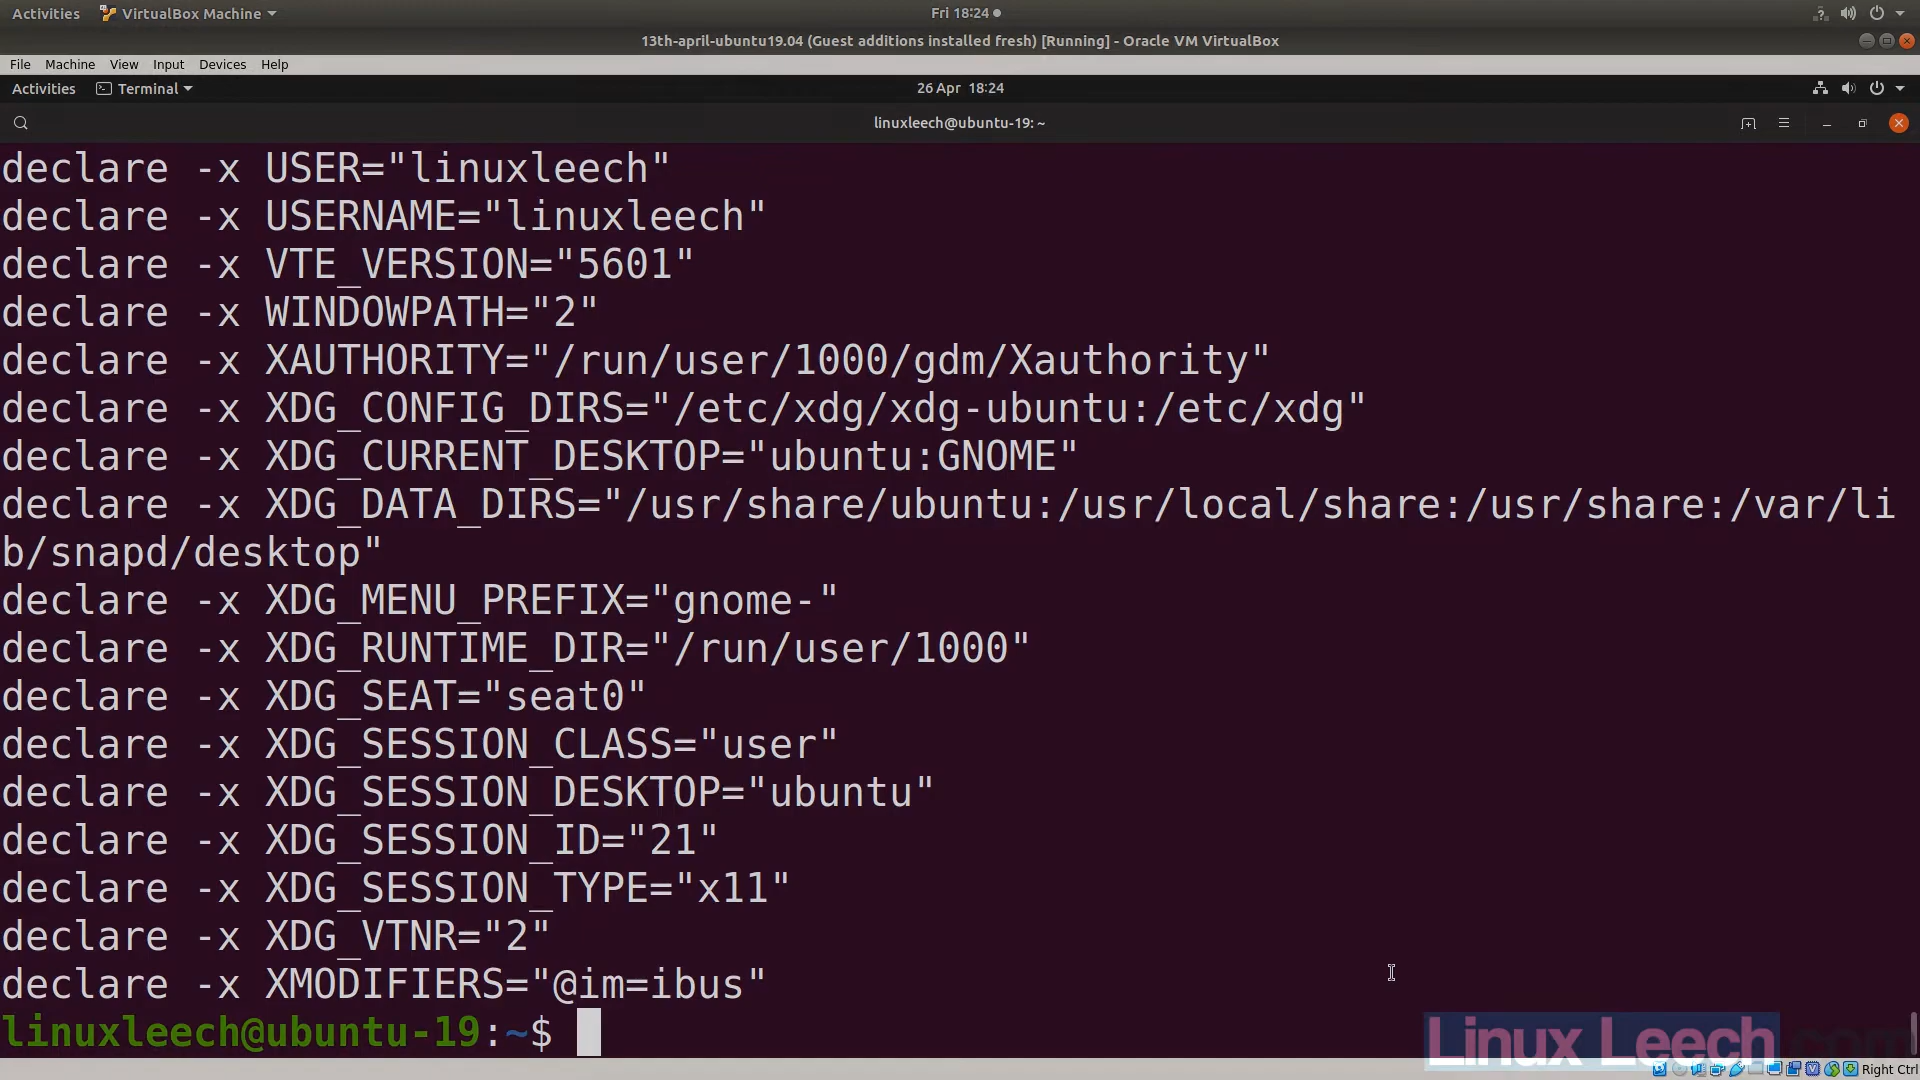 Activities VirtualBox Machine Fri 18:24
13th-april-ubuntu19.04 (Guest additions installed fresh) [Running] - Oracle VM VirtualBox
File Machine View Input Devices Help
Activities Terminal 26 Apr 18:24
linuxleech@ubuntu-19: ~
declare -x USER="linuxleech"
declare -x USERNAME="linuxleech"
declare -x VTE_VERSION="5601"
declare -x WINDOWPATH="2"
declare -x XAUTHORITY="/run/user/1000/gdm/Xauthority"
declare -x XDG_CONFIG_DIRS="/etc/xdg/xdg-ubuntu:/etc/xdg"
declare -x XDG_CURRENT_DESKTOP="ubuntu:GNOME"
declare -x XDG_DATA_DIRS="/usr/share/ubuntu:/usr/local/share:/usr/share:/var/li
b/snapd/desktop"
declare -x XDG_MENU_PREFIX="gnome-"
declare -x XDG_RUNTIME_DIR="/run/user/1000"
declare -x XDG_SEAT="seat0"
declare -x XDG_SESSION_CLASS="user"
declare -x XDG_SESSION_DESKTOP="ubuntu"
declare -x XDG_SESSION_ID="21"
declare -x XDG_SESSION_TYPE="x11"
declare -x XDG_VTNR="2"
declare -x XMODIFIERS="@im=ibus"
linuxleech@ubuntu-19:~$
Linux Leech.com
Right Ctrl